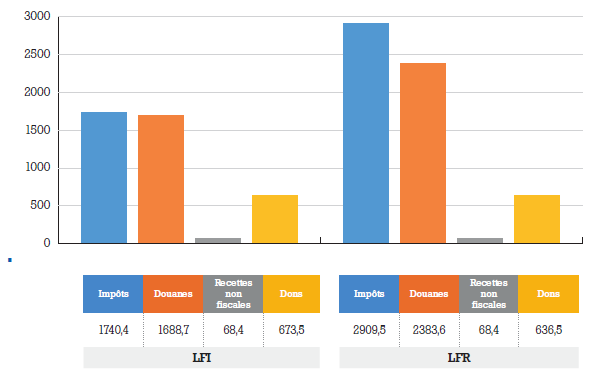 3000
2500
2000
1500
1000
500
0
Impôts Douanes Recettes non fiscales Dons
1740,4 1688,7 68,4 673,5
LFI
Impôts Douanes Recettes non fiscales Dons
2909,5 2383,6 68,4 636,5
LFR